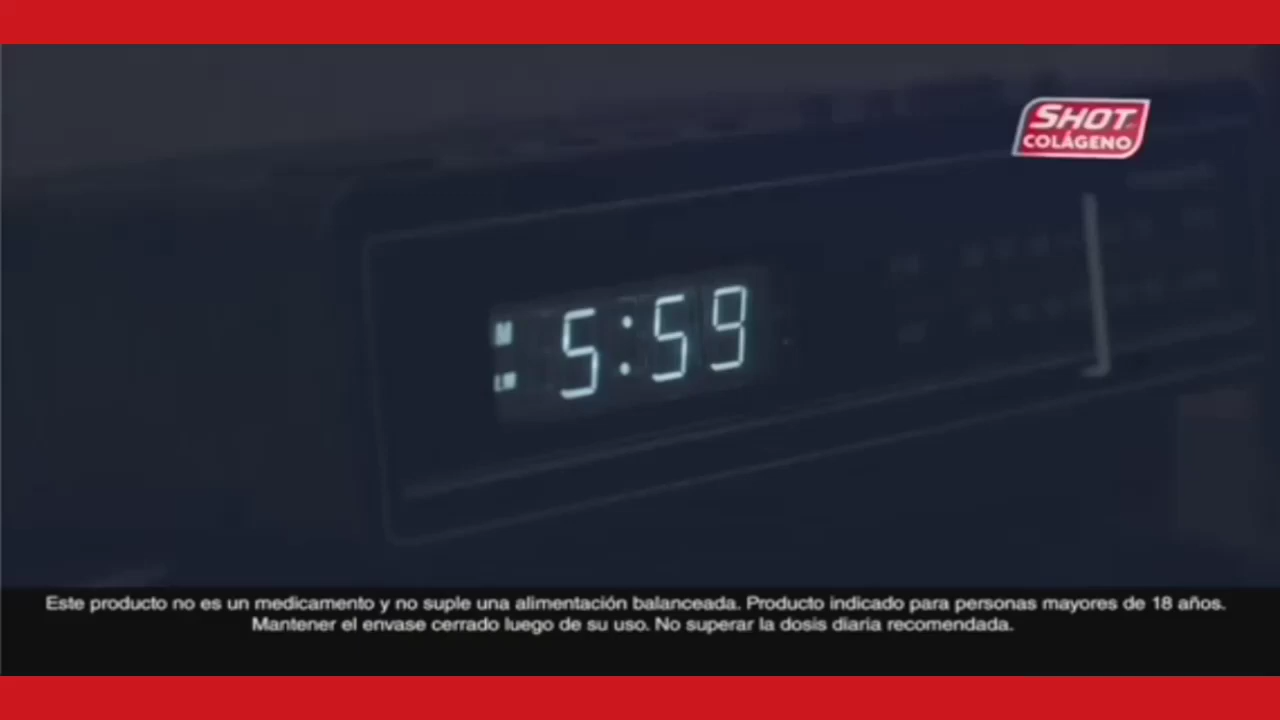 SHOT
COLÁGENO
5:59
Este producto no es un medicamento y no suple una alimentación balanceada. Producto indicado para personas mayores de 18 años.
Mantener el envase cerrado luego de su uso. No superar la dosis diaria recomendada.